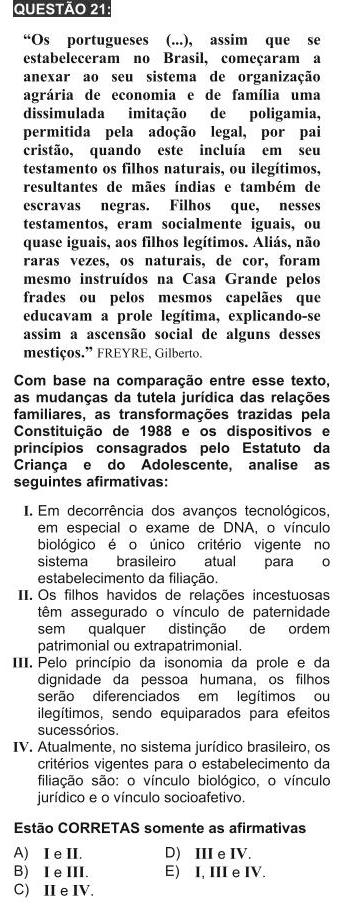 QUESTÃO 21:
“Os portugueses (...), assim que se
estabeleceram no Brasil, começaram a
anexar ao seu sistema de organização
agrária de economia e de família uma
dissimulada imitação de poligamia,
permitida pela adoção legal, por pai
cristão, quando este incluía em seu
testamento os filhos naturais, ou ilegítimos,
resultantes de mães índias e também de
escravas negras. Filhos que, nesses
testamentos, eram socialmente iguais, ou
quase iguais, aos filhos legítimos. Aliás, não
raras vezes, os naturais, de cor, foram
mesmo instruídos na Casa Grande pelos
frades ou pelos mesmos capelães que
educavam a prole legítima, explicando-se
assim a ascensão social de alguns desses
mestiços.” FREYRE, Gilberto.
Com base na comparação entre esse texto,
as mudanças da tutela jurídica das relações
familiares, as transformações trazidas pela
Constituição de 1988 e os dispositivos e
princípios consagrados pelo Estatuto da
Criança e do Adolescente, analise as
seguintes afirmativas:
I. Em decorrência dos avanços tecnológicos,
em especial o exame de DNA, o vínculo
biológico é o único critério vigente no
sistema brasileiro atual para o
estabelecimento da filiação.
II. Os filhos havidos de relações incestuosas
têm assegurado o vínculo de paternidade
sem qualquer distinção de ordem
patrimonial ou extrapatrimonial.
III. Pelo princípio da isonomia da prole e da
dignidade da pessoa humana, os filhos
serão diferenciados em legítimos ou
ilegítimos, sendo equiparados para efeitos
sucessórios.
IV. Atualmente, no sistema jurídico brasileiro, os
critérios vigentes para o estabelecimento da
filiação são: o vínculo biológico, o vínculo
jurídico e o vínculo socioafetivo.
Estão CORRETAS somente as afirmativas
A) I e II.
B) I e III.
C) II e IV.
D) III e IV.
E) I, III e IV.